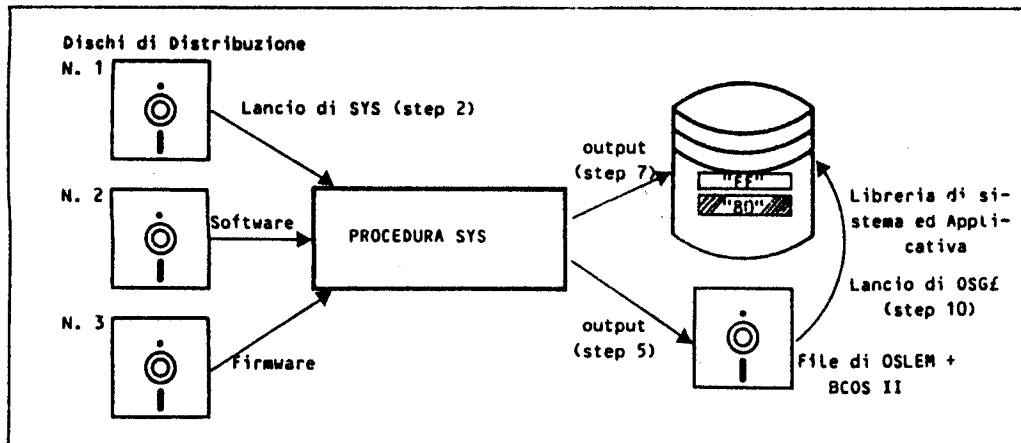 Dischi di Distribuzione
N. 1
Lancio di SYS (step 2)
N. 2
Software
N. 3
Firmware
PROCEDURA SYS
output
(step 7)
"FF"
"80"
Libreria di si-
stema ed Appli-
cativa
Lancio di OSG£
(step 10)
output
(step 5)
File di OSLEM +
BCOS II